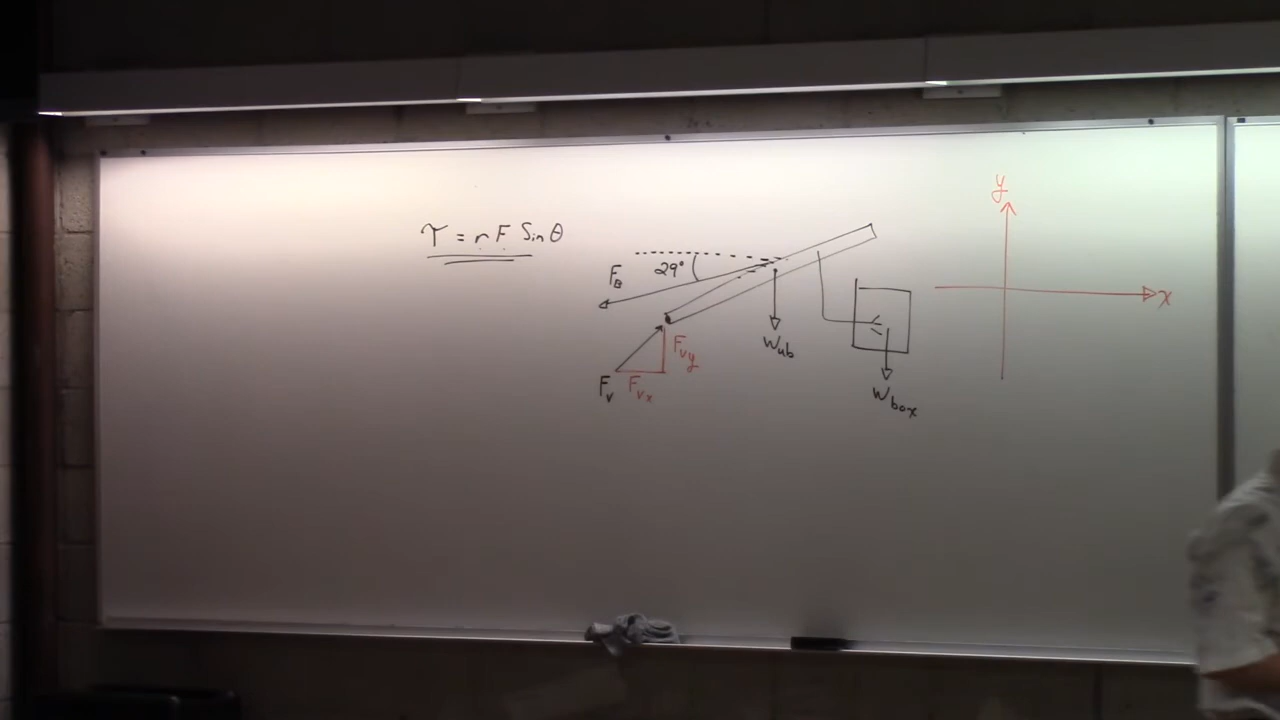 τ = r F Sin θ
29°
F_B
W_ub
F_vy
F_v
F_vx
W_box
y
x